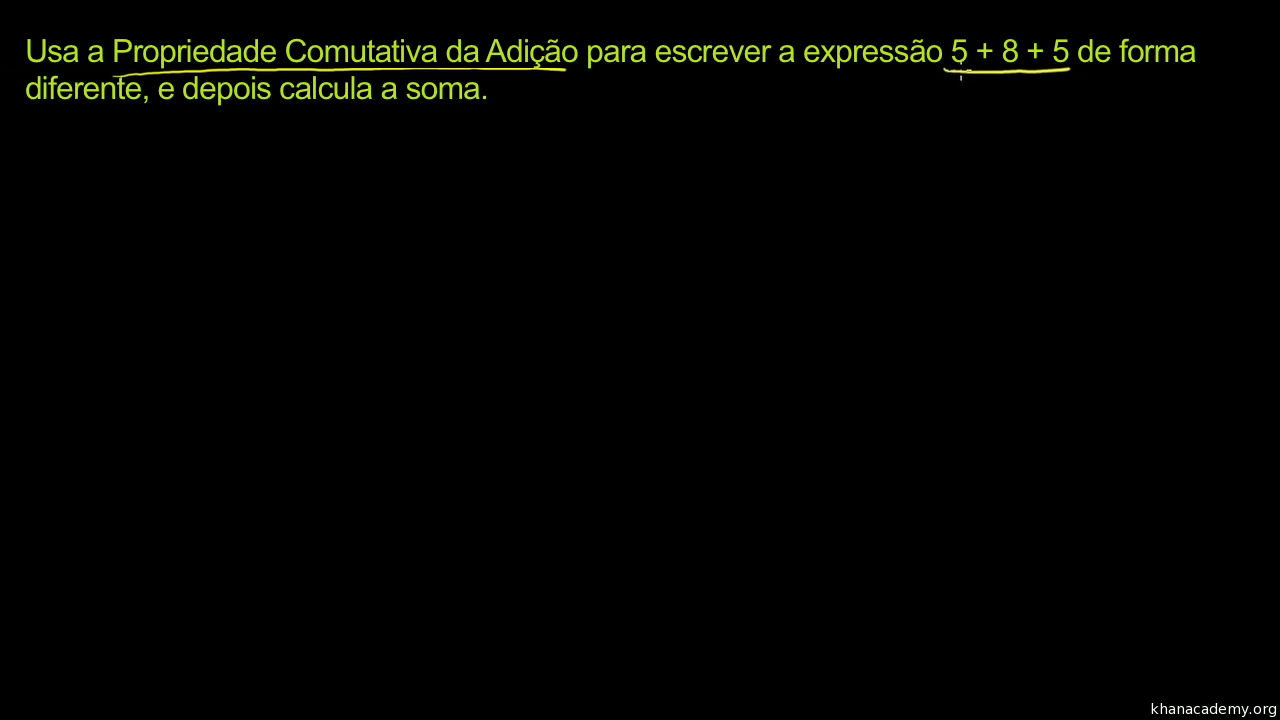 Usa a Propriedade Comutativa da Adição para escrever a expressão 5 + 8 + 5 de forma
diferente, e depois calcula a soma.
khanacademy.org